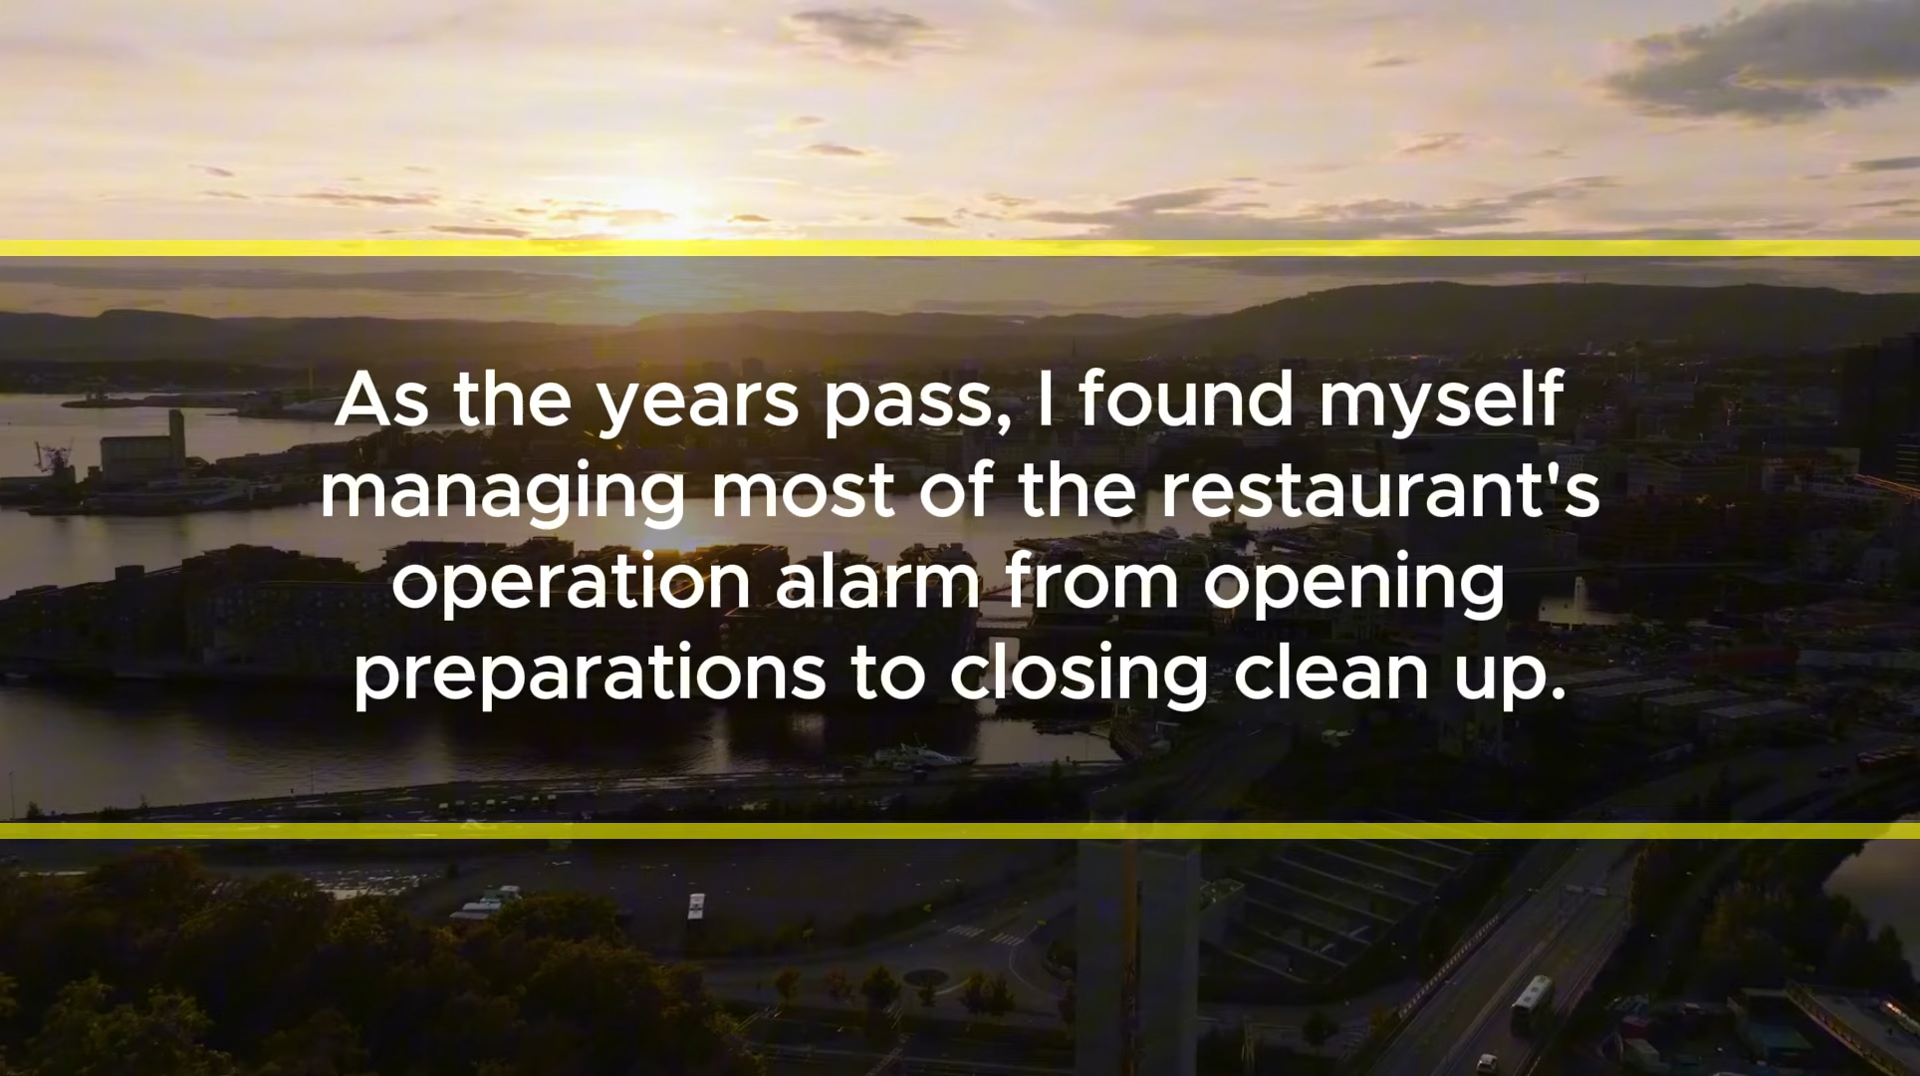 As the years pass, I found myself
managing most of the restaurant's
operation alarm from opening
preparations to closing clean up.